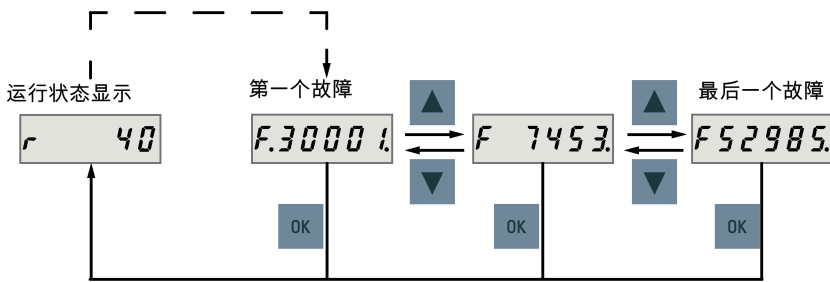 运行状态显示
第一个故障
最后一个故障
r 40
F.30001.
F 7453.
F52985.
OK
OK
OK